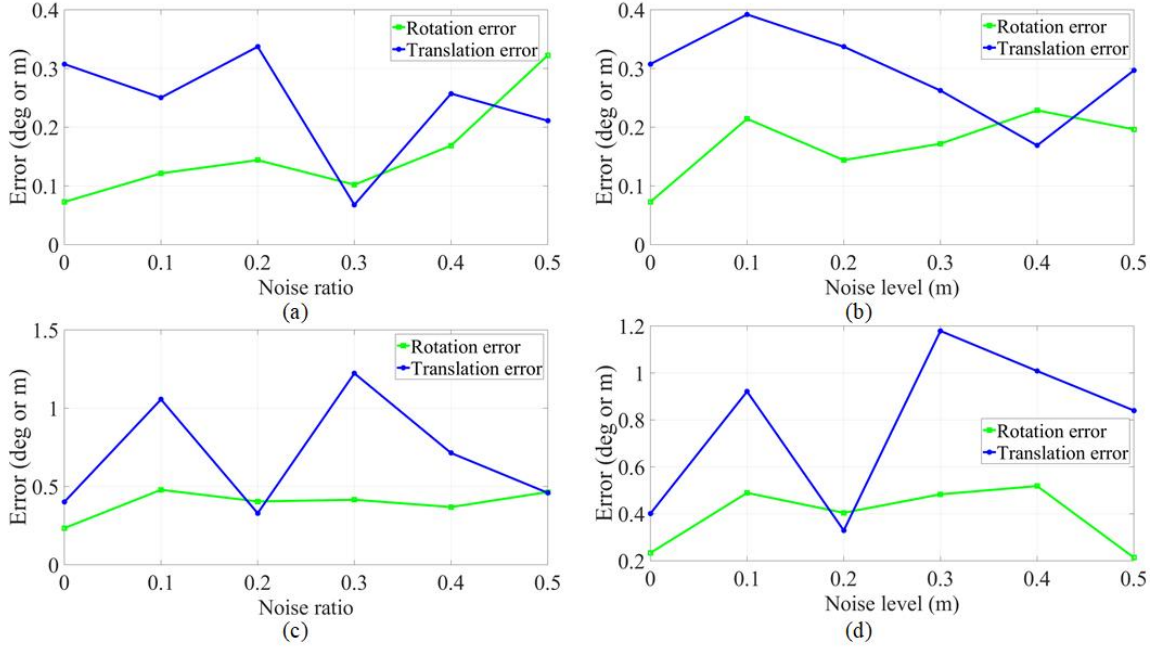 0.4
0.3
0.2
0.1
0
Error (deg or m)
Rotation error
Translation error
0 0.1 0.2 0.3 0.4 0.5
Noise ratio
(a)
0.4
0.3
0.2
0.1
0
Error (deg or m)
Rotation error
Translation error
0 0.1 0.2 0.3 0.4 0.5
Noise level (m)
(b)
1.5
1
0.5
0
Error (deg or m)
Rotation error
Translation error
0 0.1 0.2 0.3 0.4 0.5
Noise ratio
(c)
1.2
1
0.8
0.6
0.4
0.2
Error (deg or m)
Rotation error
Translation error
0 0.1 0.2 0.3 0.4 0.5
Noise level (m)
(d)